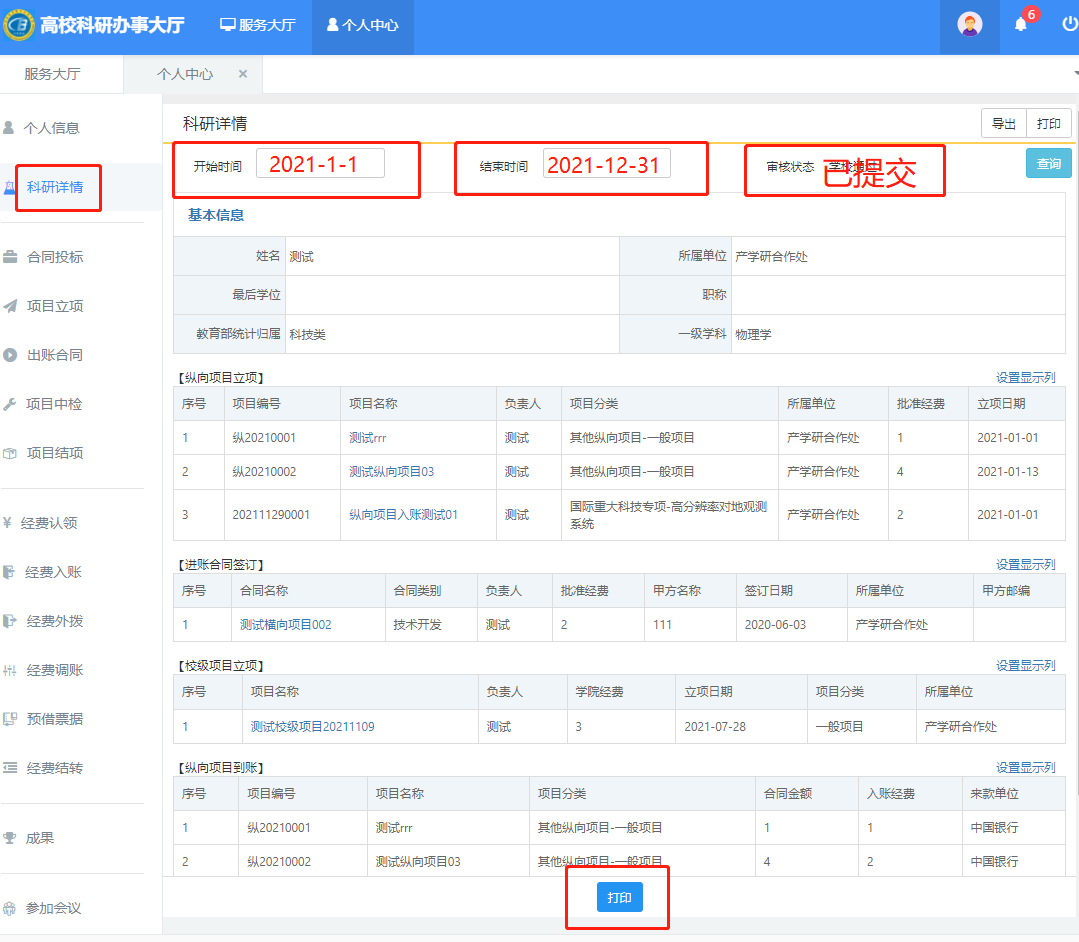 高校科研办事大厅 服务大厅 个人中心 6
服务大厅 个人中心 ×
个人信息
科研详情
合同投标
项目立项
出账合同
项目中检
项目结项
¥ 经费认领
经费入账
经费外拨
经费调账
预借票据
经费结转
成果
参加会议
科研详情 导出 打印
开始时间 2021-1-1 结束时间 2021-12-31 审核状态 已提交 查询
基本信息
姓名 测试 所属单位 产学研合作处
最后学位 职称
教育部统计归属 科技类 一级学科 物理学
【纵向项目立项】 设置显示列
序号 项目编号 项目名称 负责人 项目分类 所属单位 批准经费 立项日期
1 纵20210001 测试rrr 测试 其他纵向项目-一般项目 产学研合作处 1 2021-01-01
2 纵20210002 测试纵向项目03 测试 其他纵向项目-一般项目 产学研合作处 4 2021-01-13
3 202111290001 纵向项目入账测试01 测试 国际重大科技专项-高分辨率对地观测系统 产学研合作处 2 2021-01-01
【进账合同签订】 设置显示列
序号 合同名称 合同类别 负责人 批准经费 甲方名称 签订日期 所属单位 甲方邮编
1 测试横向项目002 技术开发 测试 2 111 2020-06-03 产学研合作处
【校级项目立项】 设置显示列
序号 项目名称 负责人 学院经费 立项日期 项目分类 所属单位
1 测试校级项目20211109 测试 3 2021-07-28 一般项目 产学研合作处
【纵向项目到账】 设置显示列
序号 项目编号 项目名称 项目分类 合同金额 入账经费 来款单位
1 纵20210001 测试rrr 其他纵向项目-一般项目 1 1 中国银行
2 纵20210002 测试纵向项目03 其他纵向项目-一般项目 4 2 中国银行
打印